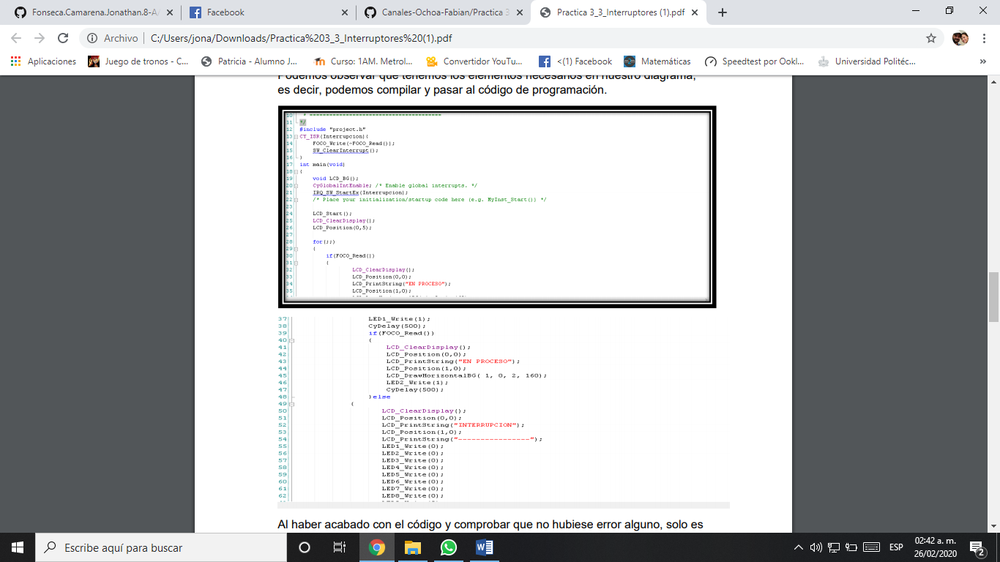 Fonseca.Camarena.Jonathan.8-A/
Facebook
Canales-Ochoa-Fabian/Practica 3
Practica 3_3_Interruptores (1).pdf
Archivo
C:/Users/jona/Downloads/Practica%203_3_Interruptores%20(1).pdf
Aplicaciones
Juego de tronos - C...
Patricia - Alumno J...
Curso: 1AM. Metrol...
Convertidor YouTu...
<(1) Facebook
Matemáticas
Speedtest por Ookl...
Universidad Politéc...
»
Podemos observar que tenemos los elementos necesarios en nuestro diagrama,
es decir, podemos compilar y pasar al código de programación.
10 * ========================================
11 */
12 #include "project.h"
13 CY_ISR(Interrupcion){
14 FOCO_Write(~FOCO_Read());
15 SW_ClearInterrupt();
16 }
17 int main(void)
18 {
19 void LCD_BG();
20 CyGlobalIntEnable; /* Enable global interrupts. */
21 IRQ_SW_StartEx(Interrupcion);
22 /* Place your initialization/startup code here (e.g. MyInst_Start()) */
23
24 LCD_Start();
25 LCD_ClearDisplay();
26 LCD_Position(0,5);
27
28 for(;;)
29 {
30 if(FOCO_Read())
31 {
32 LCD_ClearDisplay();
33 LCD_Position(0,0);
34 LCD_PrintString("EN PROCESO");
35 LCD_Position(1,0);
37 LED1_Write(1);
38 CyDelay(500);
39 if(FOCO_Read())
40 {
41 LCD_ClearDisplay();
42 LCD_Position(0,0);
43 LCD_PrintString("EN PROCESO");
44 LCD_Position(1,0);
45 LCD_DrawHorizontalBG( 1, 0, 2, 160);
46 LED2_Write(1);
47 CyDelay(500);
48 }else
49 {
50 LCD_ClearDisplay();
51 LCD_Position(0,0);
52 LCD_PrintString("INTERRUPCION");
53 LCD_Position(1,0);
54 LCD_PrintString("----------------");
55 LED1_Write(0);
56 LED2_Write(0);
57 LED3_Write(0);
58 LED4_Write(0);
59 LED5_Write(0);
60 LED6_Write(0);
61 LED7_Write(0);
62 LED8_Write(0);
Al haber acabado con el código y comprobar que no hubiese error alguno, solo es
Escribe aquí para buscar
ESP
02:42 a. m.
26/02/2020
2